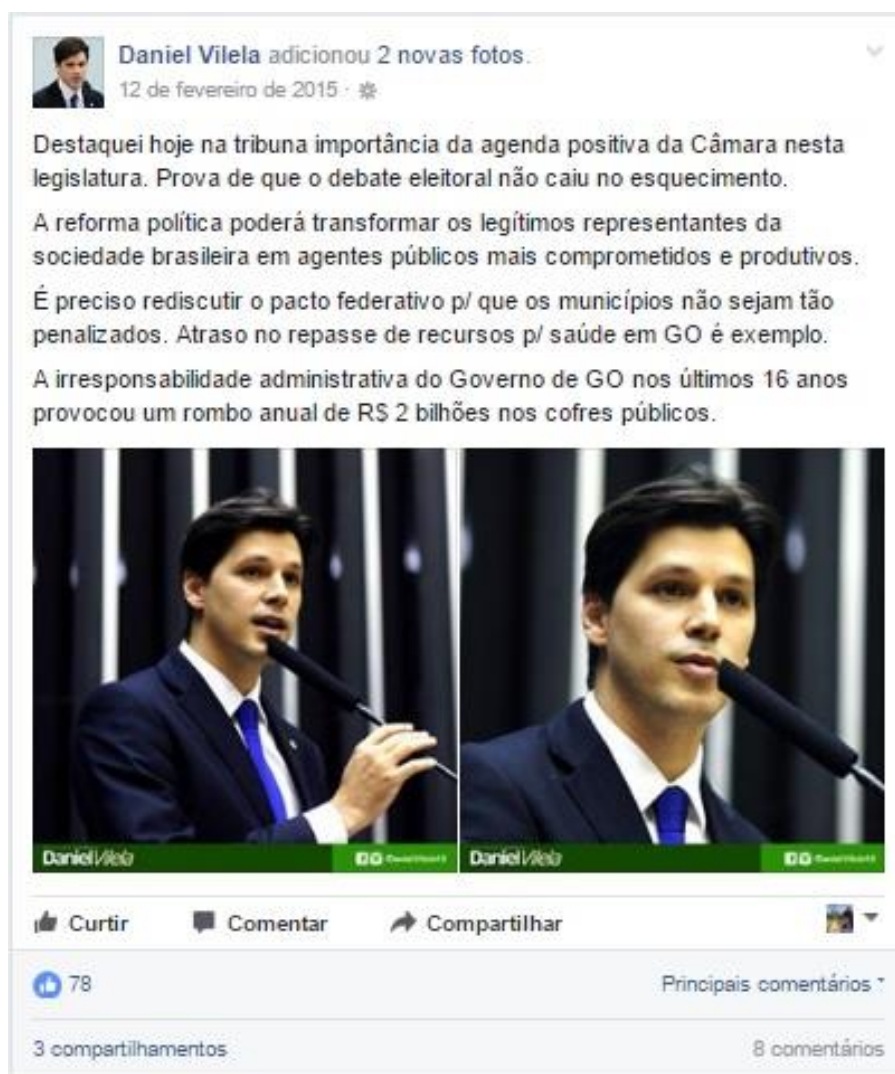 Daniel Vilela adicionou 2 novas fotos.
12 de fevereiro de 2015 ·
Destaquei hoje na tribuna importância da agenda positiva da Câmara nesta
legislatura. Prova de que o debate eleitoral não caiu no esquecimento.
A reforma política poderá transformar os legítimos representantes da
sociedade brasileira em agentes públicos mais comprometidos e produtivos.
É preciso rediscutir o pacto federativo p/ que os municípios não sejam tão
penalizados. Atraso no repasse de recursos p/ saúde em GO é exemplo.
A irresponsabilidade administrativa do Governo de GO nos últimos 16 anos
provocou um rombo anual de R$ 2 bilhões nos cofres públicos.
DanielVilela
DanielVilela
Curtir Comentar Compartilhar
78 Principais comentários
3 compartilhamentos 8 comentários